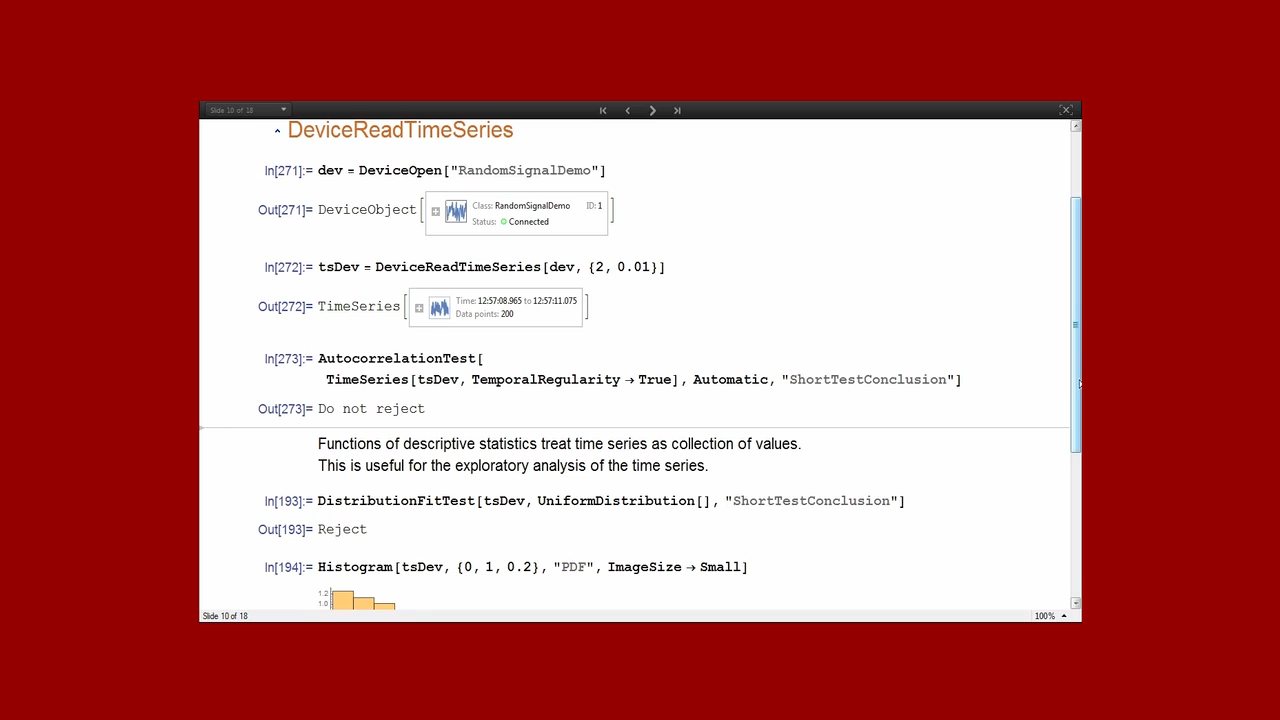 Slide 10 of 18
DeviceReadTimeSeries
In[271]:= dev = DeviceOpen["RandomSignalDemo"]
Out[271]= DeviceObject[ Class: RandomSignalDemo ID: 1
Status: Connected ]
In[272]:= tsDev = DeviceReadTimeSeries[dev, {2, 0.01}]
Out[272]= TimeSeries[ Time: 12:57:08.965 to 12:57:11.075
Data points: 200 ]
In[273]:= AutocorrelationTest[
TimeSeries[tsDev, TemporalRegularity → True], Automatic, "ShortTestConclusion"]
Out[273]= Do not reject
Functions of descriptive statistics treat time series as collection of values.
This is useful for the exploratory analysis of the time series.
In[193]:= DistributionFitTest[tsDev, UniformDistribution[], "ShortTestConclusion"]
Out[193]= Reject
In[194]:= Histogram[tsDev, {0, 1, 0.2}, "PDF", ImageSize → Small]
1.2
1.0
Slide 10 of 18 100%